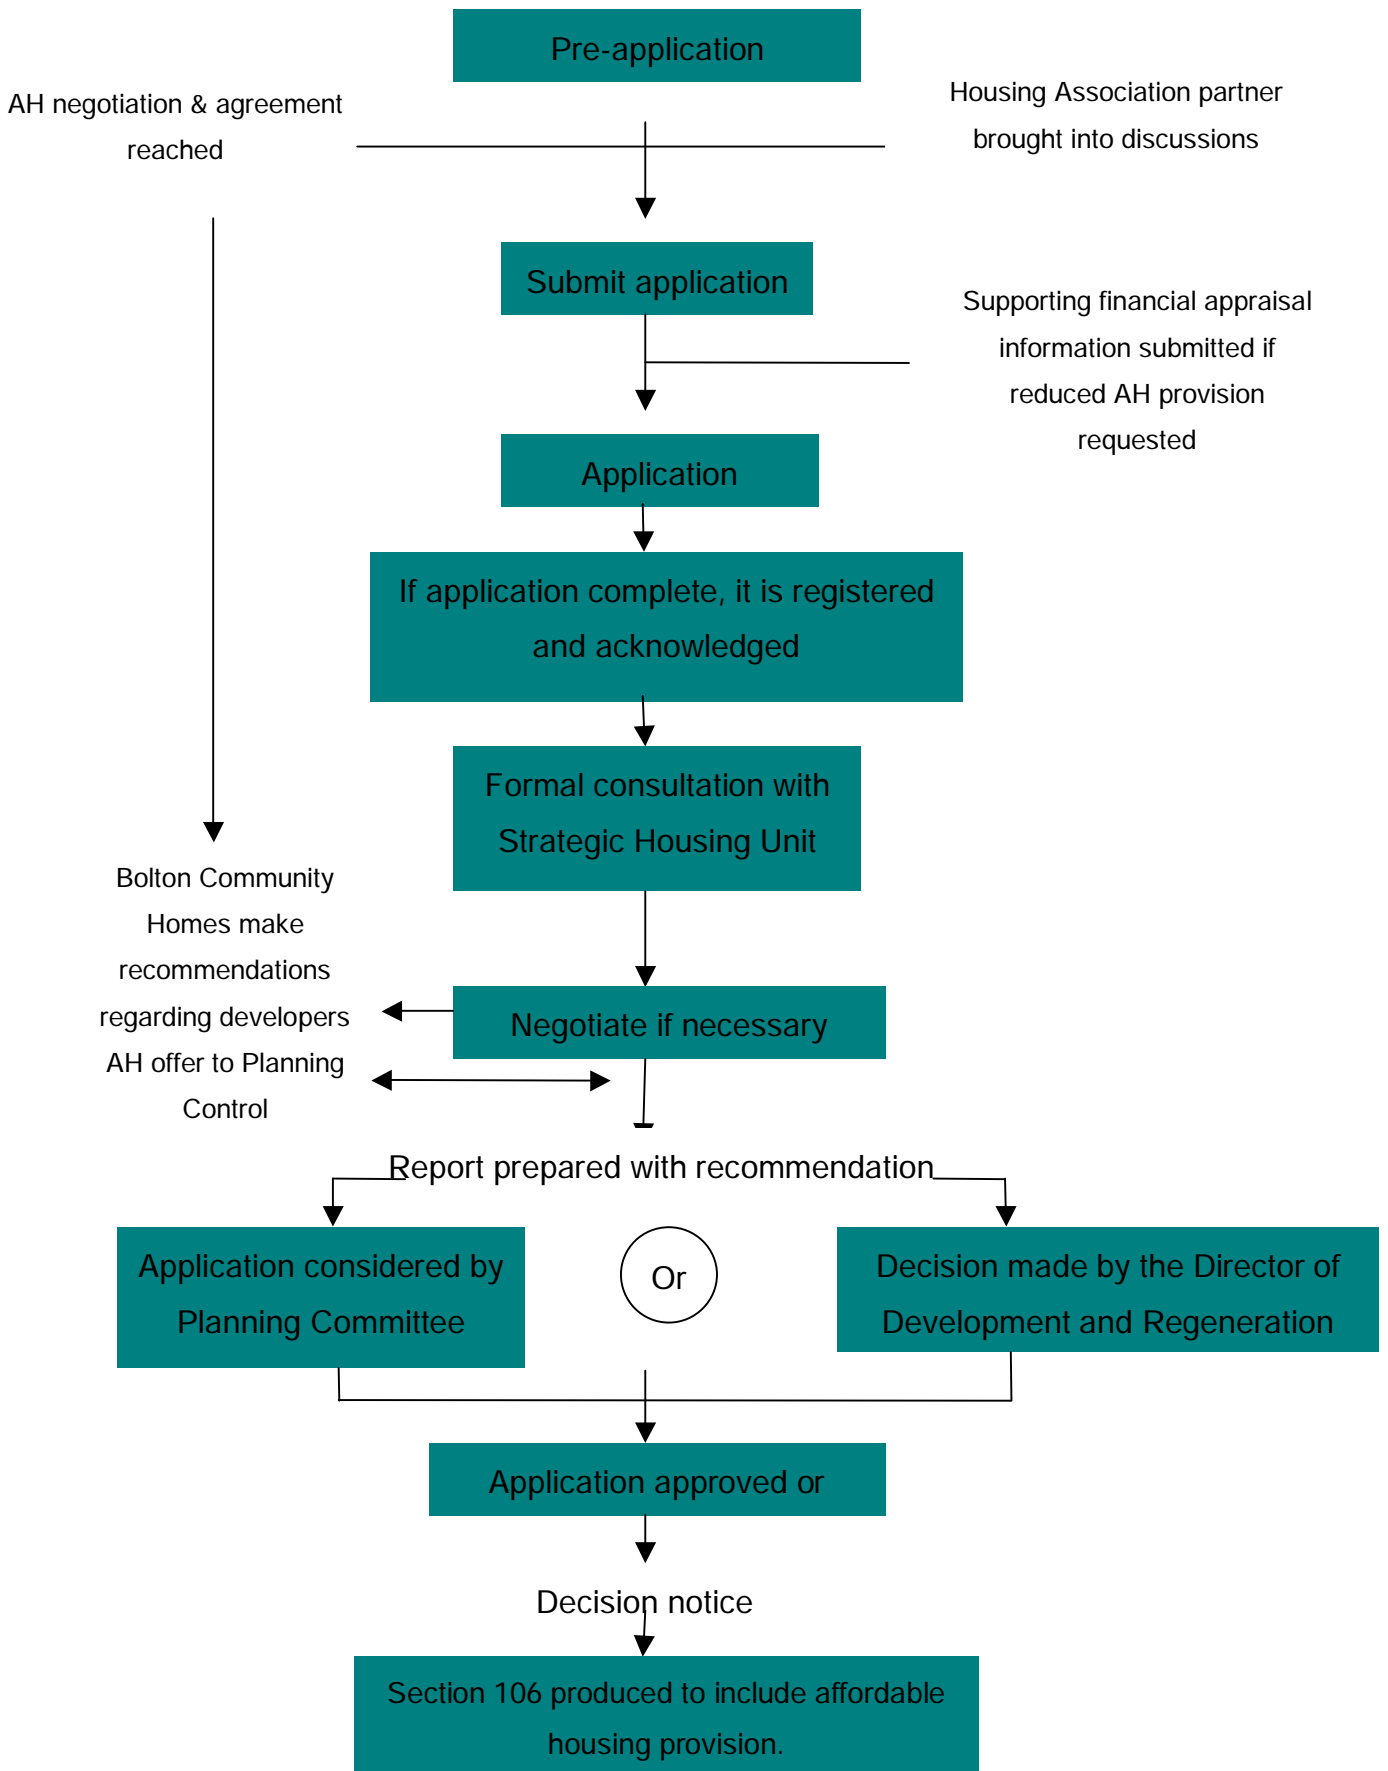 Pre-application
AH negotiation & agreement
reached
Housing Association partner
brought into discussions
Submit application
Supporting financial appraisal
information submitted if
reduced AH provision
requested
Application
If application complete, it is registered
and acknowledged
Formal consultation with
Strategic Housing Unit
Bolton Community
Homes make
recommendations
regarding developers
AH offer to Planning
Control
Negotiate if necessary
Report prepared with recommendation
Application considered by
Planning Committee
Or
Decision made by the Director of
Development and Regeneration
Application approved or
Decision notice
Section 106 produced to include affordable
housing provision.